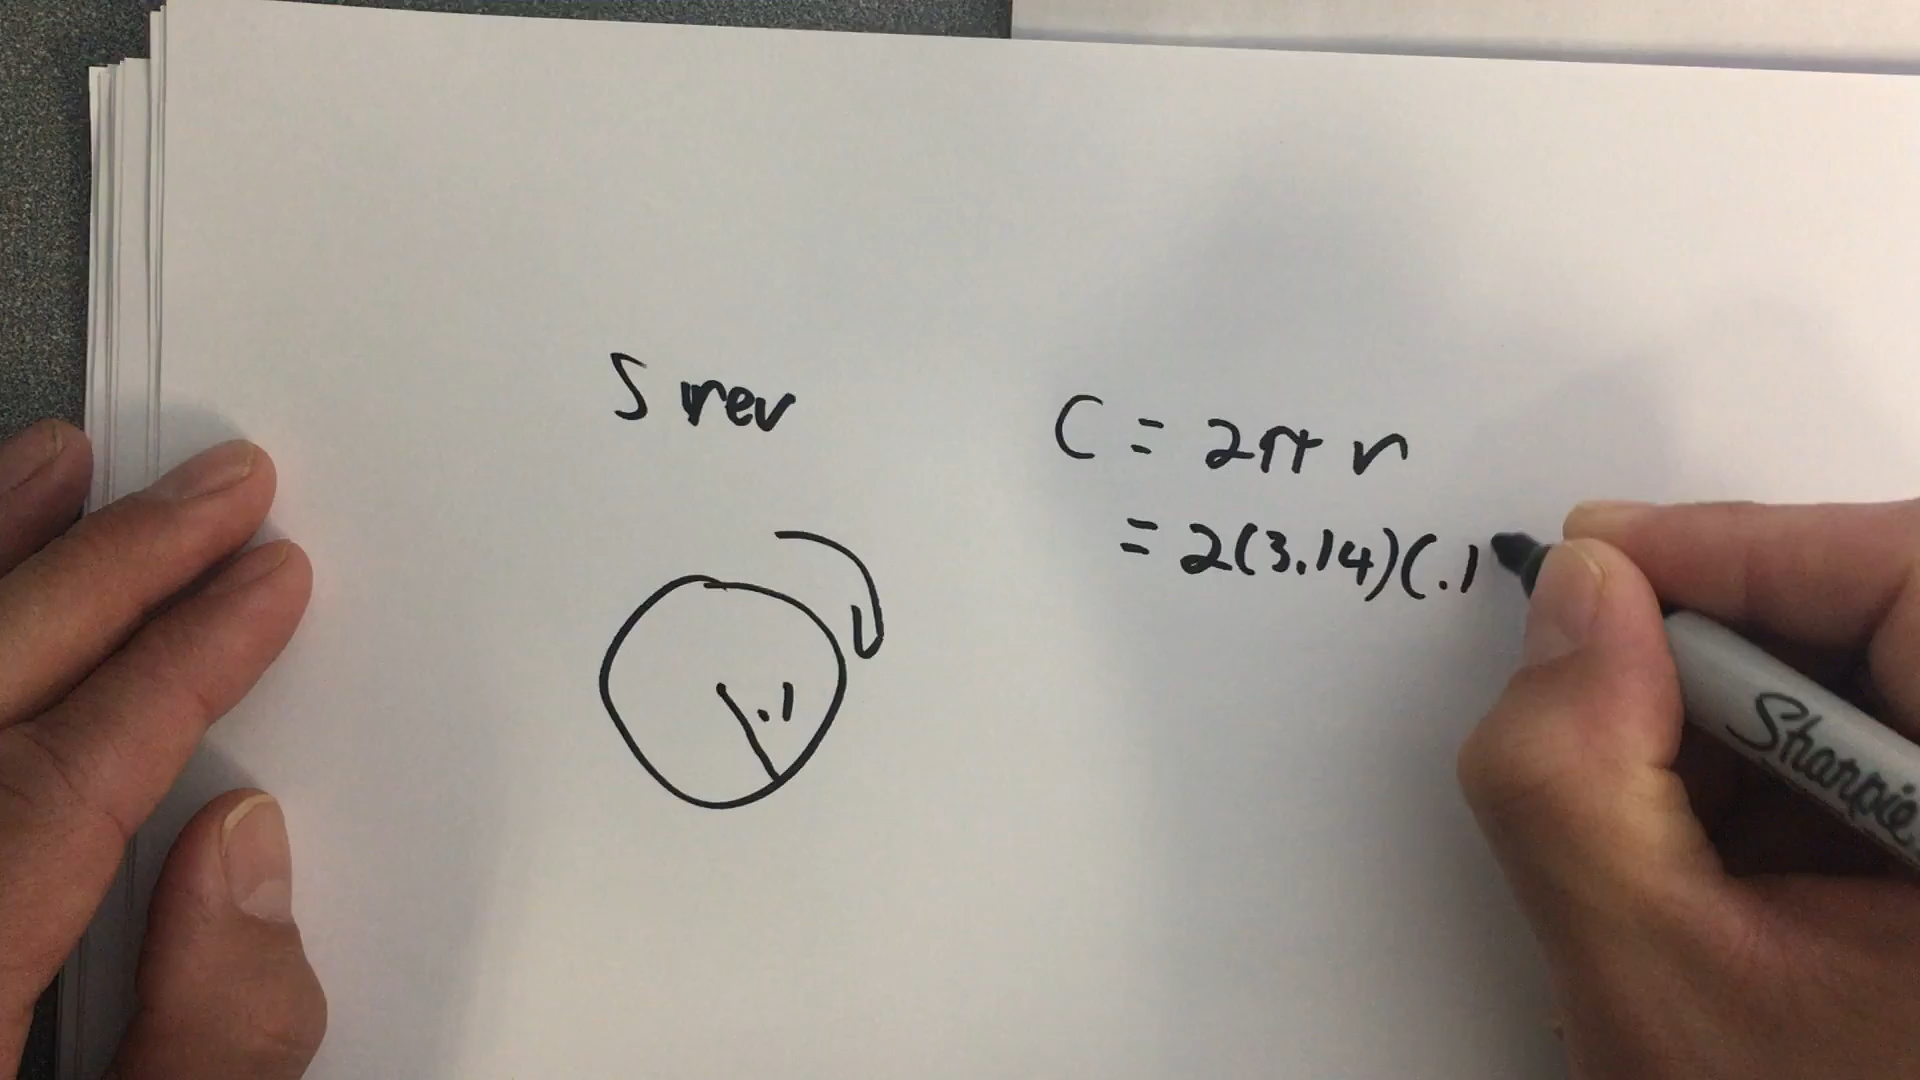 5 rev
C = 2π r
= 2(3.14)(.1
.1
Sharpie